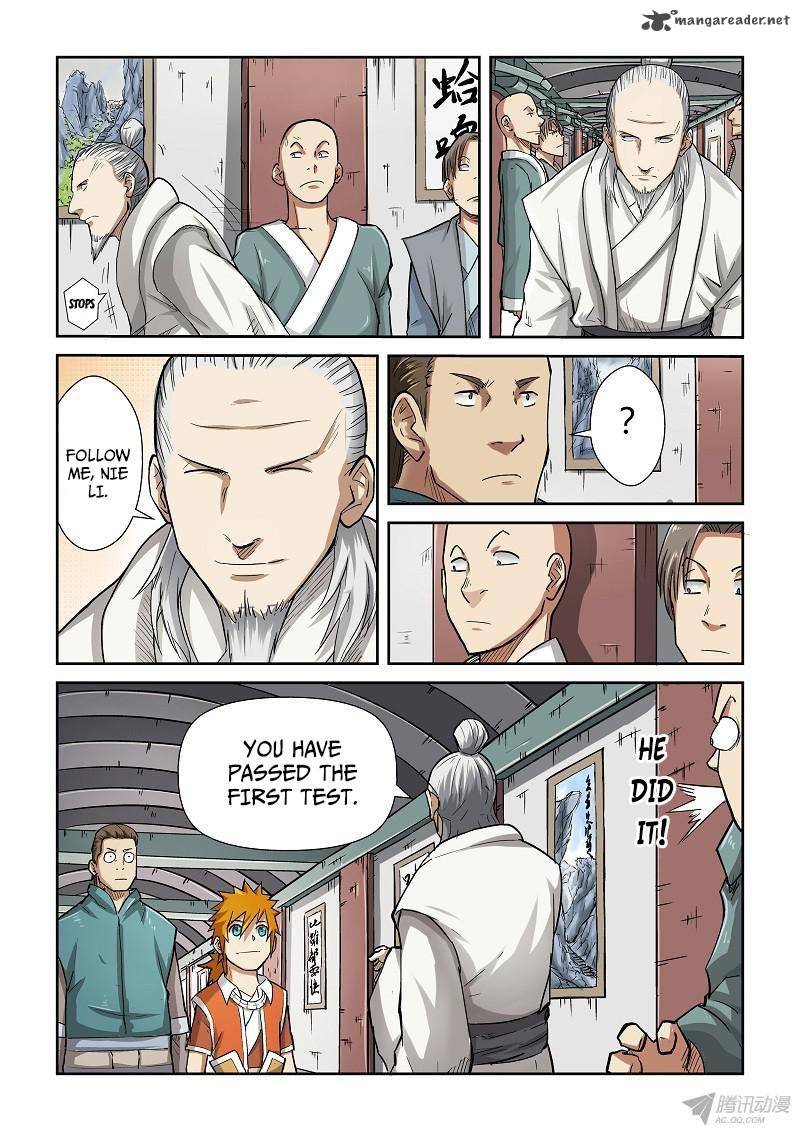 mangareader.net
STOPS
FOLLOW
ME, NIE
LI.
?
YOU HAVE
PASSED THE
FIRST TEST.
HE
DID
IT!
腾讯动漫
AC.QQ.COM